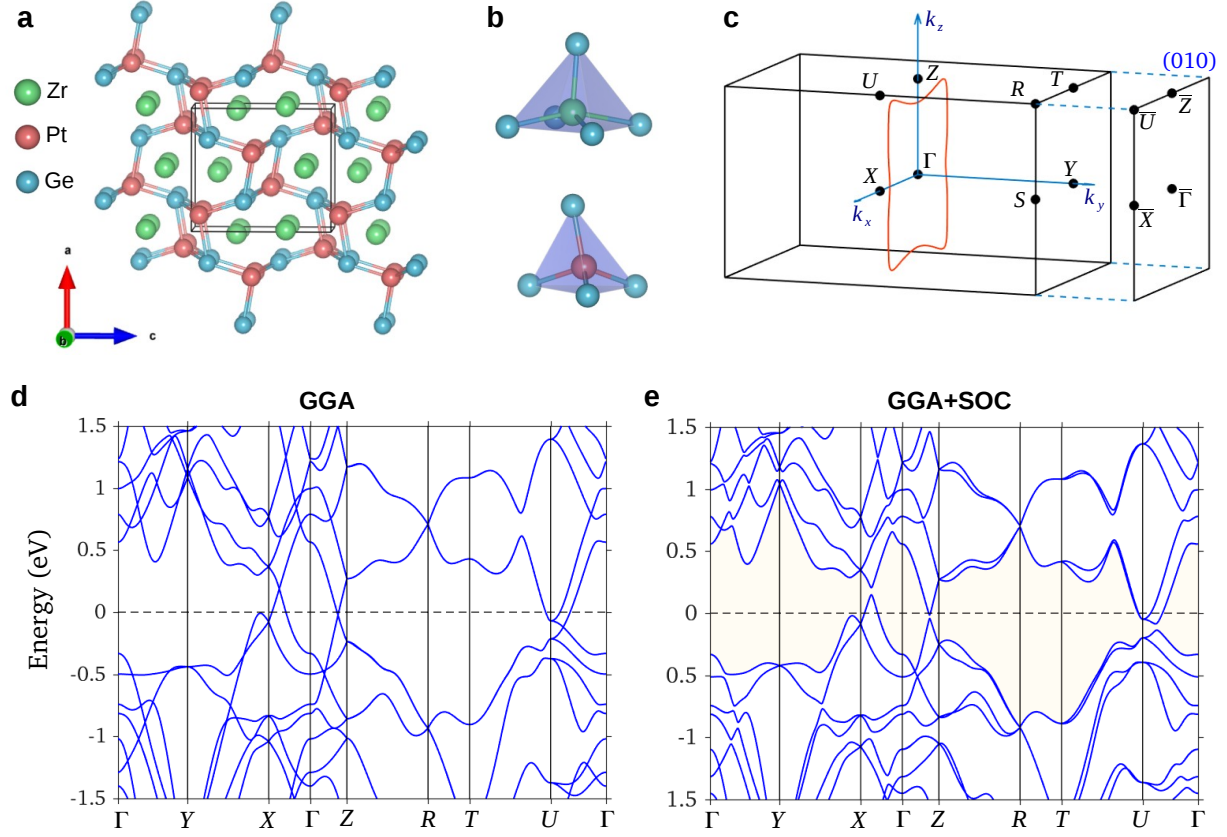 a
Zr
Pt
Ge
a
b
c
b
c
k_z
(010)
U
Z
R
T
U̅
Z̅
Γ
X
Y
k_x
S
k_y
X̅
Γ̅
d
GGA
Energy (eV)
1.5
1
0.5
0
-0.5
-1
-1.5
Γ Y X Γ Z R T U Γ
e
GGA+SOC
1.5
1
0.5
0
0.5
-1
1.5
Γ Y X Γ Z R T U Γ